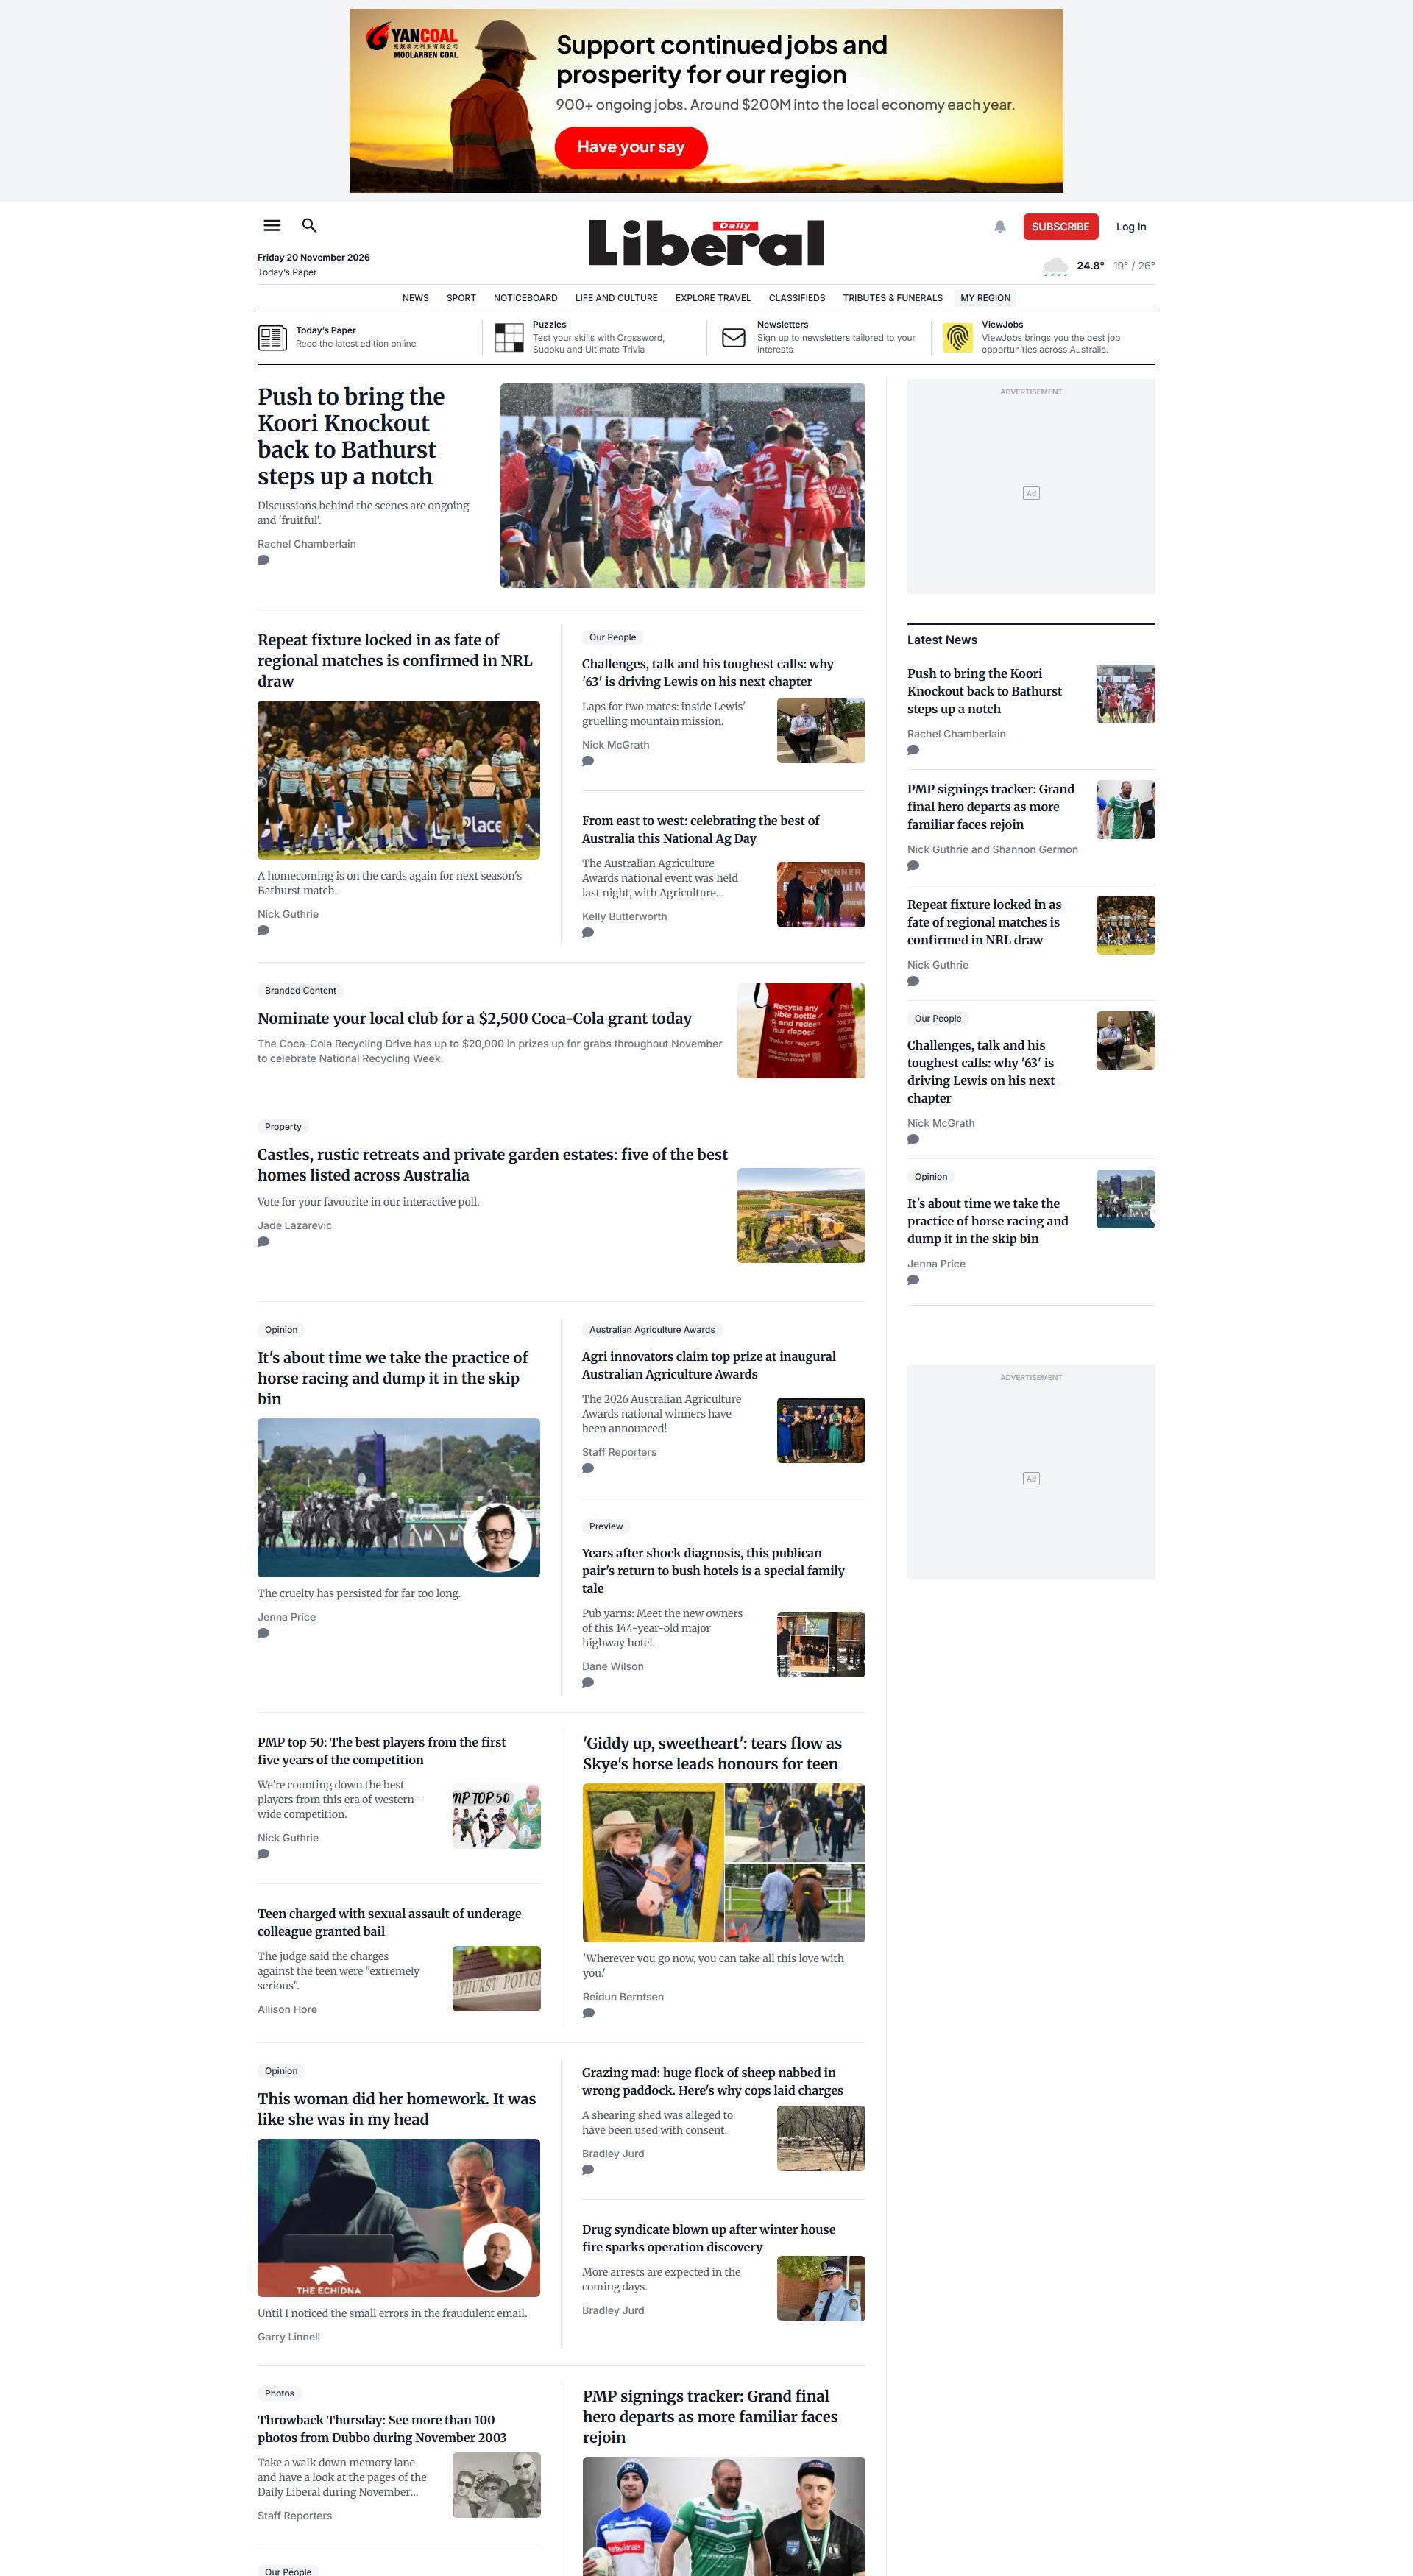 YANCOAL
MOOLARBEN COAL
Support continued jobs and
prosperity for our region
900+ ongoing jobs. Around $200M into the local economy each year.
Have your say
Daily
Liberal
SUBSCRIBE
Log In
Friday 20 November 2026
Today's Paper
24.8° 19° / 26°
NEWS SPORT NOTICEBOARD LIFE AND CULTURE EXPLORE TRAVEL CLASSIFIEDS TRIBUTES & FUNERALS MY REGION
Today's Paper
Read the latest edition online
Puzzles
Test your skills with Crossword,
Sudoku and Ultimate Trivia
Newsletters
Sign up to newsletters tailored to your
interests
ViewJobs
ViewJobs brings you the best job
opportunities across Australia.
Push to bring the
Koori Knockout
back to Bathurst
steps up a notch
Discussions behind the scenes are ongoing
and 'fruitful'.
Rachel Chamberlain
12
Repeat fixture locked in as fate of
regional matches is confirmed in NRL
draw
Place
A homecoming is on the cards again for next season's
Bathurst match.
Nick Guthrie
Our People
Challenges, talk and his toughest calls: why
'63' is driving Lewis on his next chapter
Laps for two mates: inside Lewis'
gruelling mountain mission.
Nick McGrath
From east to west: celebrating the best of
Australia this National Ag Day
The Australian Agriculture
Awards national event was held
last night, with Agriculture...
Kelly Butterworth
Branded Content
Nominate your local club for a $2,500 Coca-Cola grant today
The Coca-Cola Recycling Drive has up to $20,000 in prizes up for grabs throughout November
to celebrate National Recycling Week.
Recycle any
Property
Castles, rustic retreats and private garden estates: five of the best
homes listed across Australia
Vote for your favourite in our interactive poll.
Jade Lazarevic
Opinion
It's about time we take the practice of
horse racing and dump it in the skip
bin
The cruelty has persisted for far too long.
Jenna Price
Australian Agriculture Awards
Agri innovators claim top prize at inaugural
Australian Agriculture Awards
The 2026 Australian Agriculture
Awards national winners have
been announced!
Staff Reporters
Preview
Years after shock diagnosis, this publican
pair's return to bush hotels is a special family
tale
Pub yarns: Meet the new owners
of this 144-year-old major
highway hotel.
Dane Wilson
PMP top 50: The best players from the first
five years of the competition
We're counting down the best
players from this era of western-
wide competition.
Nick Guthrie
MP TOP 50
Teen charged with sexual assault of underage
colleague granted bail
The judge said the charges
against the teen were "extremely
serious".
Allison Hore
ATHURST POLIC
'Giddy up, sweetheart': tears flow as
Skye's horse leads honours for teen
'Wherever you go now, you can take all this love with
you.'
Reidun Berntsen
Opinion
This woman did her homework. It was
like she was in my head
THE ECHIDNA
Until I noticed the small errors in the fraudulent email.
Garry Linnell
Grazing mad: huge flock of sheep nabbed in
wrong paddock. Here's why cops laid charges
A shearing shed was alleged to
have been used with consent.
Bradley Jurd
Drug syndicate blown up after winter house
fire sparks operation discovery
More arrests are expected in the
coming days.
Bradley Jurd
Photos
Throwback Thursday: See more than 100
photos from Dubbo during November 2003
Take a walk down memory lane
and have a look at the pages of the
Daily Liberal during November...
Staff Reporters
Our People
PMP signings tracker: Grand final
hero departs as more familiar faces
rejoin
ADVERTISEMENT
Ad
Latest News
Push to bring the Koori
Knockout back to Bathurst
steps up a notch
Rachel Chamberlain
PMP signings tracker: Grand
final hero departs as more
familiar faces rejoin
Nick Guthrie and Shannon Germon
Repeat fixture locked in as
fate of regional matches is
confirmed in NRL draw
Nick Guthrie
Our People
Challenges, talk and his
toughest calls: why '63' is
driving Lewis on his next
chapter
Nick McGrath
Opinion
It's about time we take the
practice of horse racing and
dump it in the skip bin
Jenna Price
ADVERTISEMENT
Ad